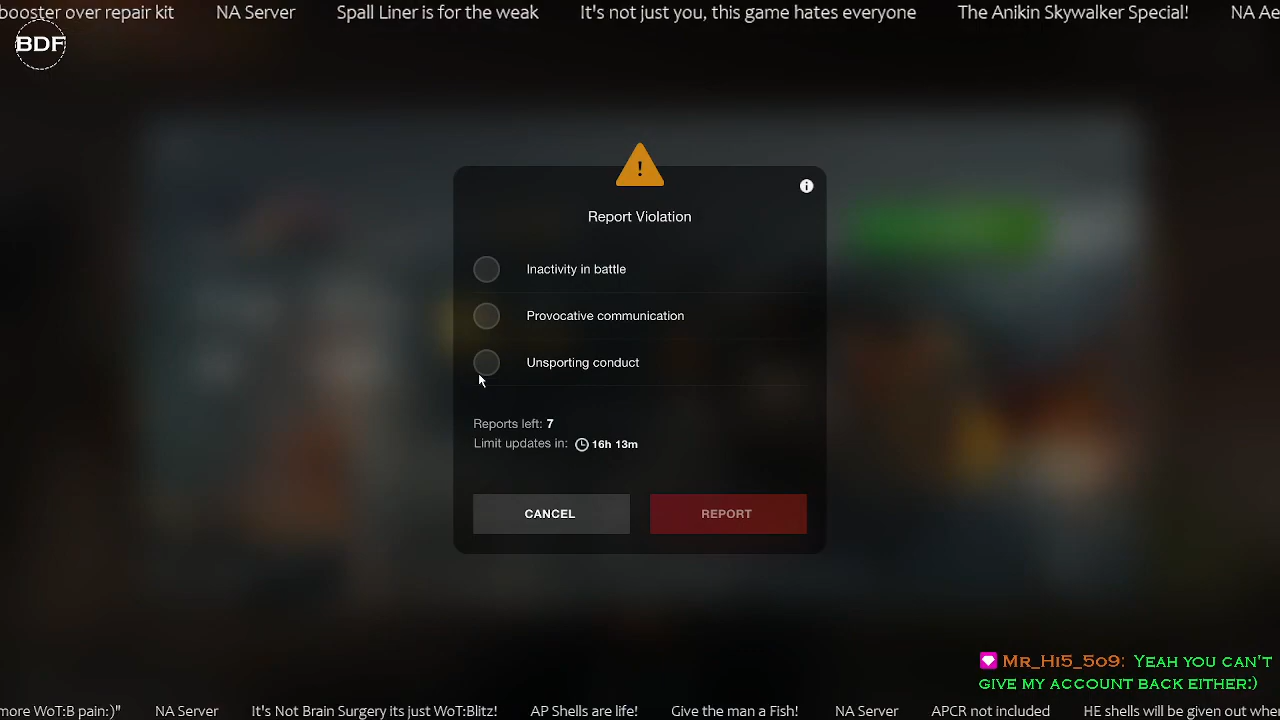 booster over repair kit NA Server Spall Liner is for the weak It's not just you, this game hates everyone The Anikin Skywalker Special! NA Ae
BDF
!
i
Report Violation
Inactivity in battle
Provocative communication
Unsporting conduct
Reports left: 7
Limit updates in: 16h 13m
CANCEL REPORT
Mr_Hi5_509: Yeah you can't
give my account back either:)
more WoT:B pain:)" NA Server It's Not Brain Surgery its just WoT:Blitz! AP Shells are life! Give the man a Fish! NA Server APCR not included HE shells will be given out whe